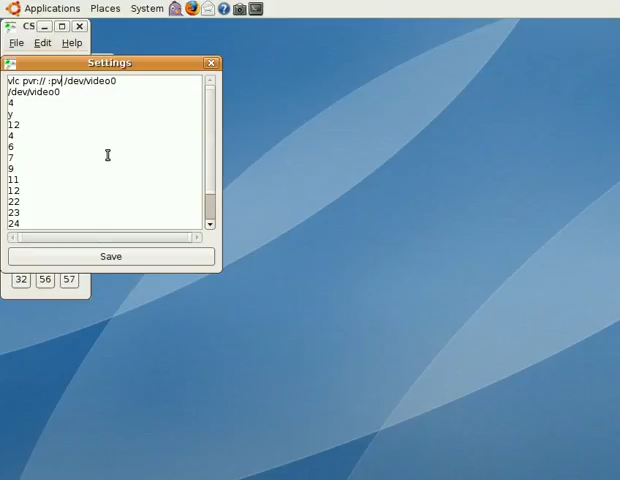 Applications Places System
CS
File Edit Help
Settings
vlc pvr:// :pv /dev/video0
/dev/video0
4
y
12
4
6
7
9
11
12
22
23
24
Save
32 56 57